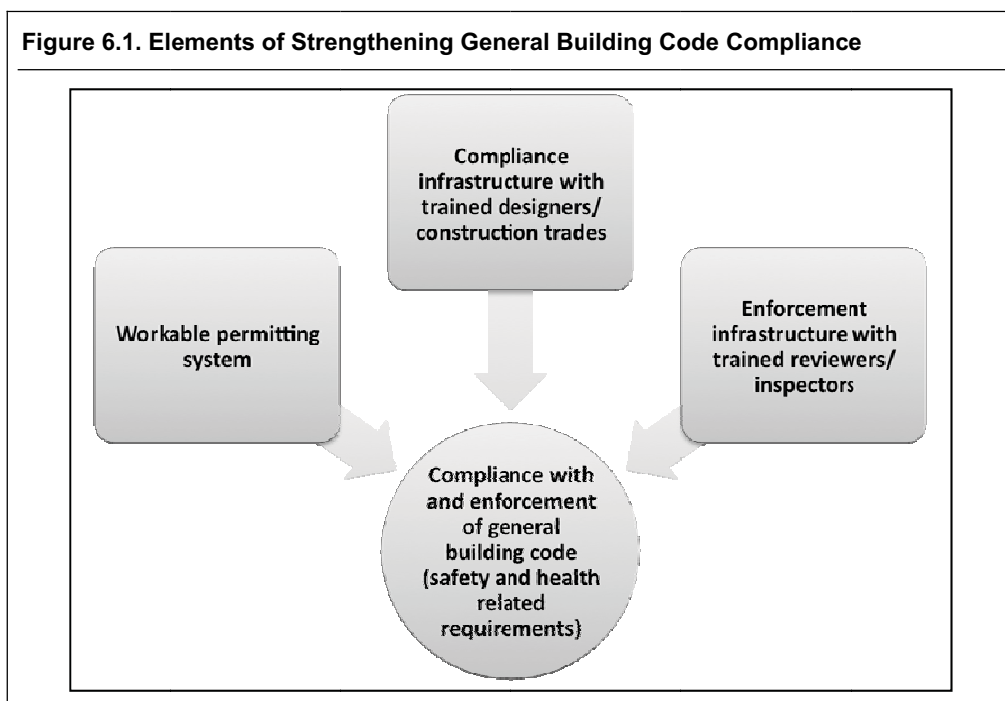 Figure 6.1. Elements of Strengthening General Building Code Compliance
Compliance
infrastructure with
trained designers/
construction trades
Workable permitting
system
Enforcement
infrastructure with
trained reviewers/
inspectors
Compliance with
and enforcement
of general
building code
(safety and health
related
requirements)